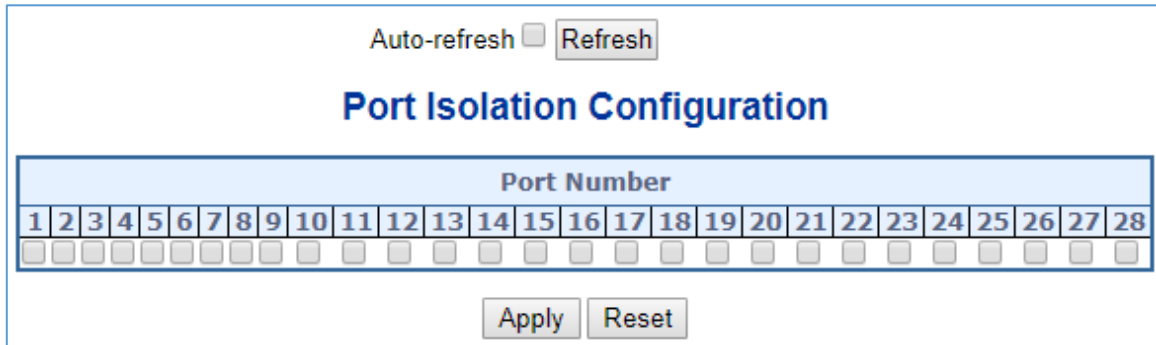 Auto-refresh Refresh
Port Isolation Configuration
Port Number
1 2 3 4 5 6 7 8 9 10 11 12 13 14 15 16 17 18 19 20 21 22 23 24 25 26 27 28
Apply Reset